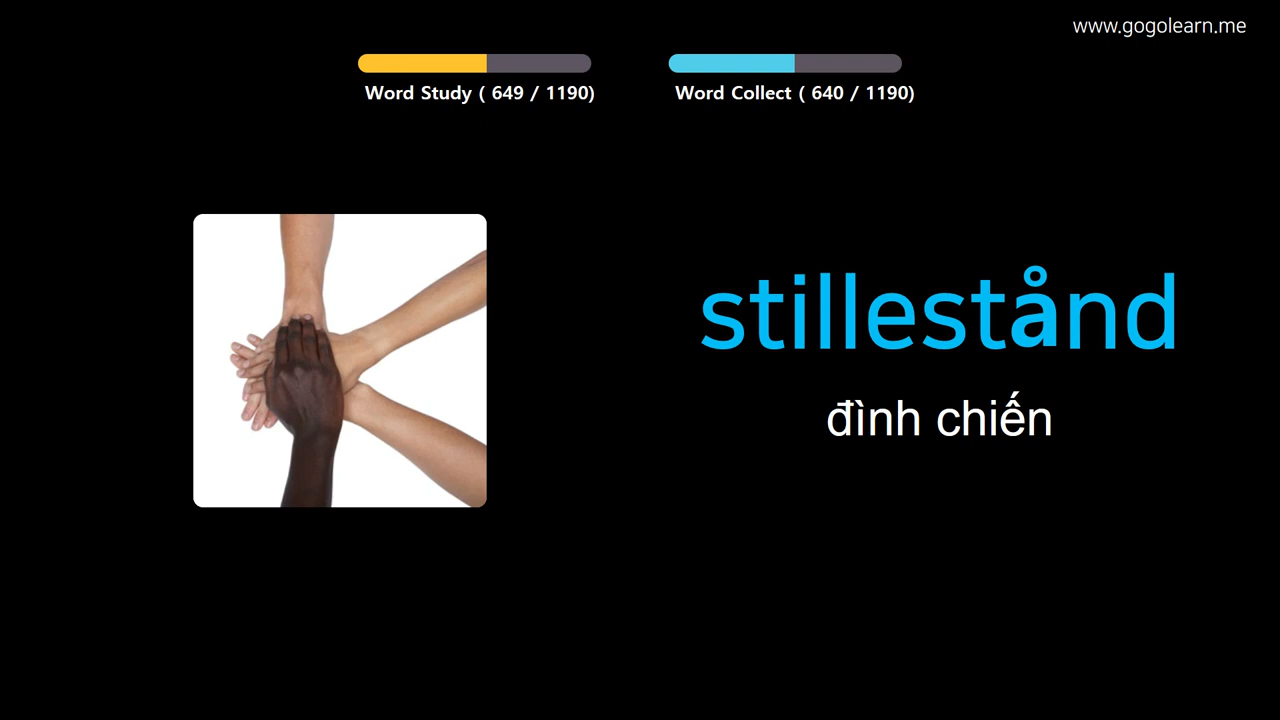 www.gogolearn.me
Word Study ( 649 / 1190)
Word Collect ( 640 / 1190)
stillestånd
đình chiến